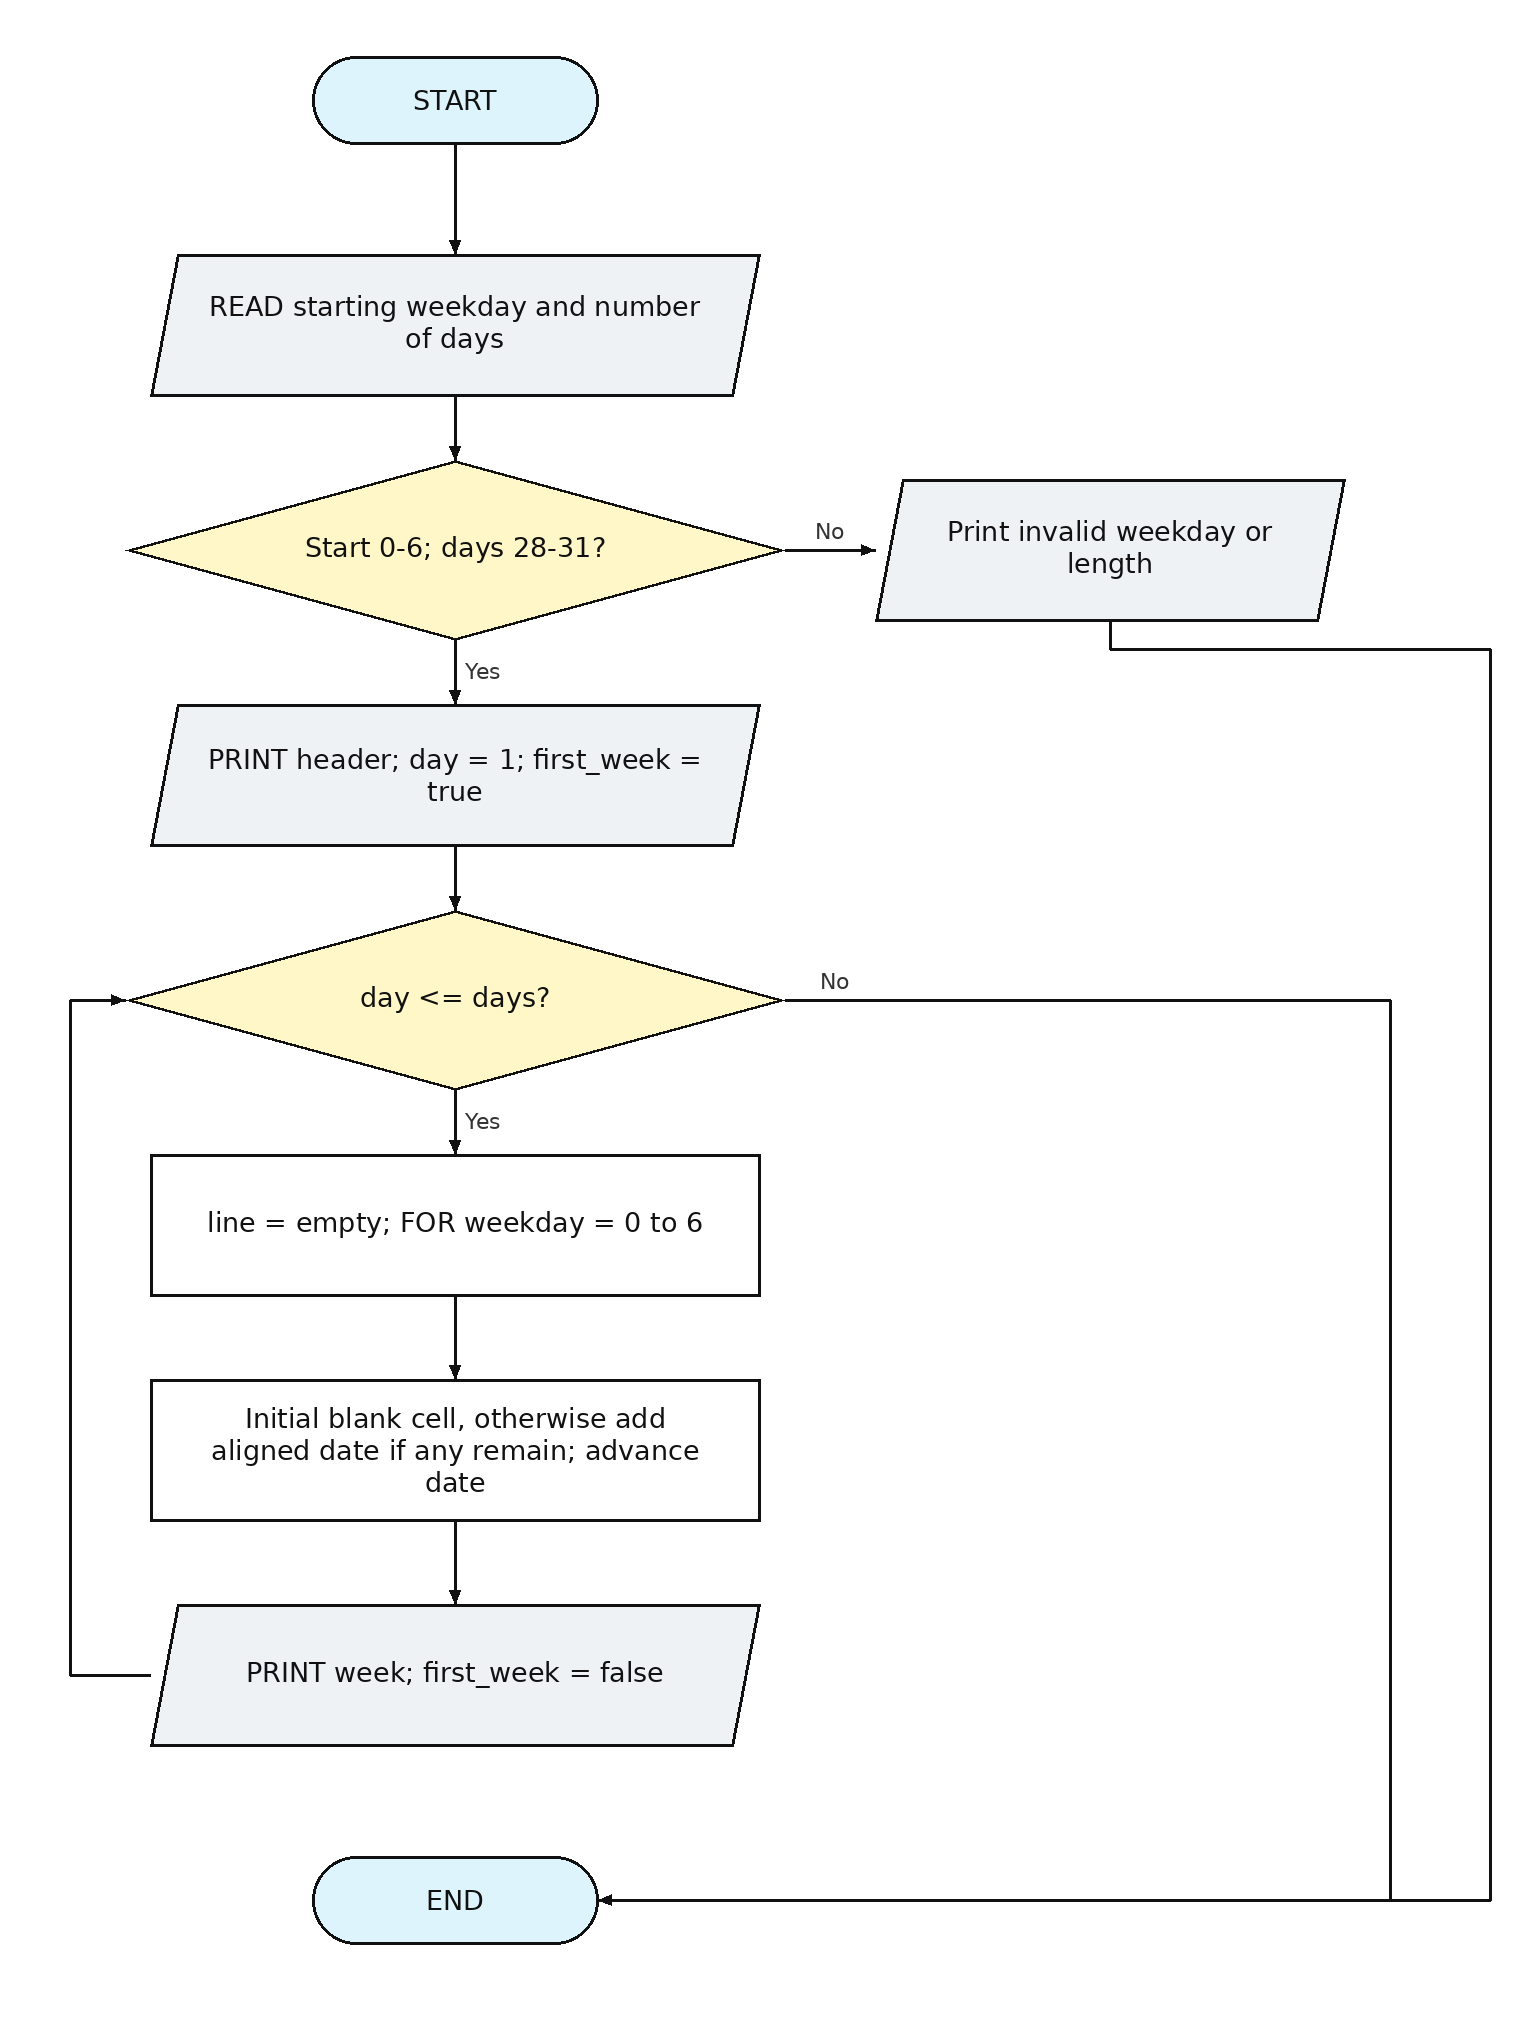 START
READ starting weekday and number
of days
Start 0-6; days 28-31?
No
Print invalid weekday or
length
Yes
PRINT header; day = 1; first_week =
true
day <= days?
No
Yes
line = empty; FOR weekday = 0 to 6
Initial blank cell, otherwise add
aligned date if any remain; advance
date
PRINT week; first_week = false
END